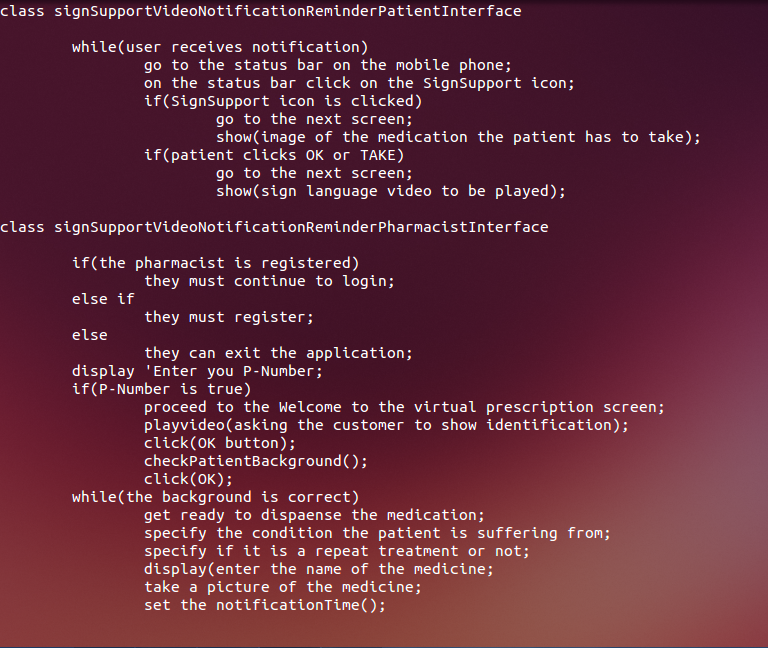 class signSupportVideoNotificationReminderPatientInterface
while(user receives notification)
go to the status bar on the mobile phone;
on the status bar click on the SignSupport icon;
if(SignSupport icon is clicked)
go to the next screen;
show(image of the medication the patient has to take);
if(patient clicks OK or TAKE)
go to the next screen;
show(sign language video to be played);
class signSupportVideoNotificationReminderPharmacistInterface
if(the pharmacist is registered)
they must continue to login;
else if
they must register;
else
they can exit the application;
display 'Enter you P-Number;
if(P-Number is true)
proceed to the Welcome to the virtual prescription screen;
playvideo(asking the customer to show identification);
click(OK button);
checkPatientBackground();
click(OK);
while(the background is correct)
get ready to dispaense the medication;
specify the condition the patient is suffering from;
specify if it is a repeat treatment or not;
display(enter the name of the medicine;
take a picture of the medicine;
set the notificationTime();